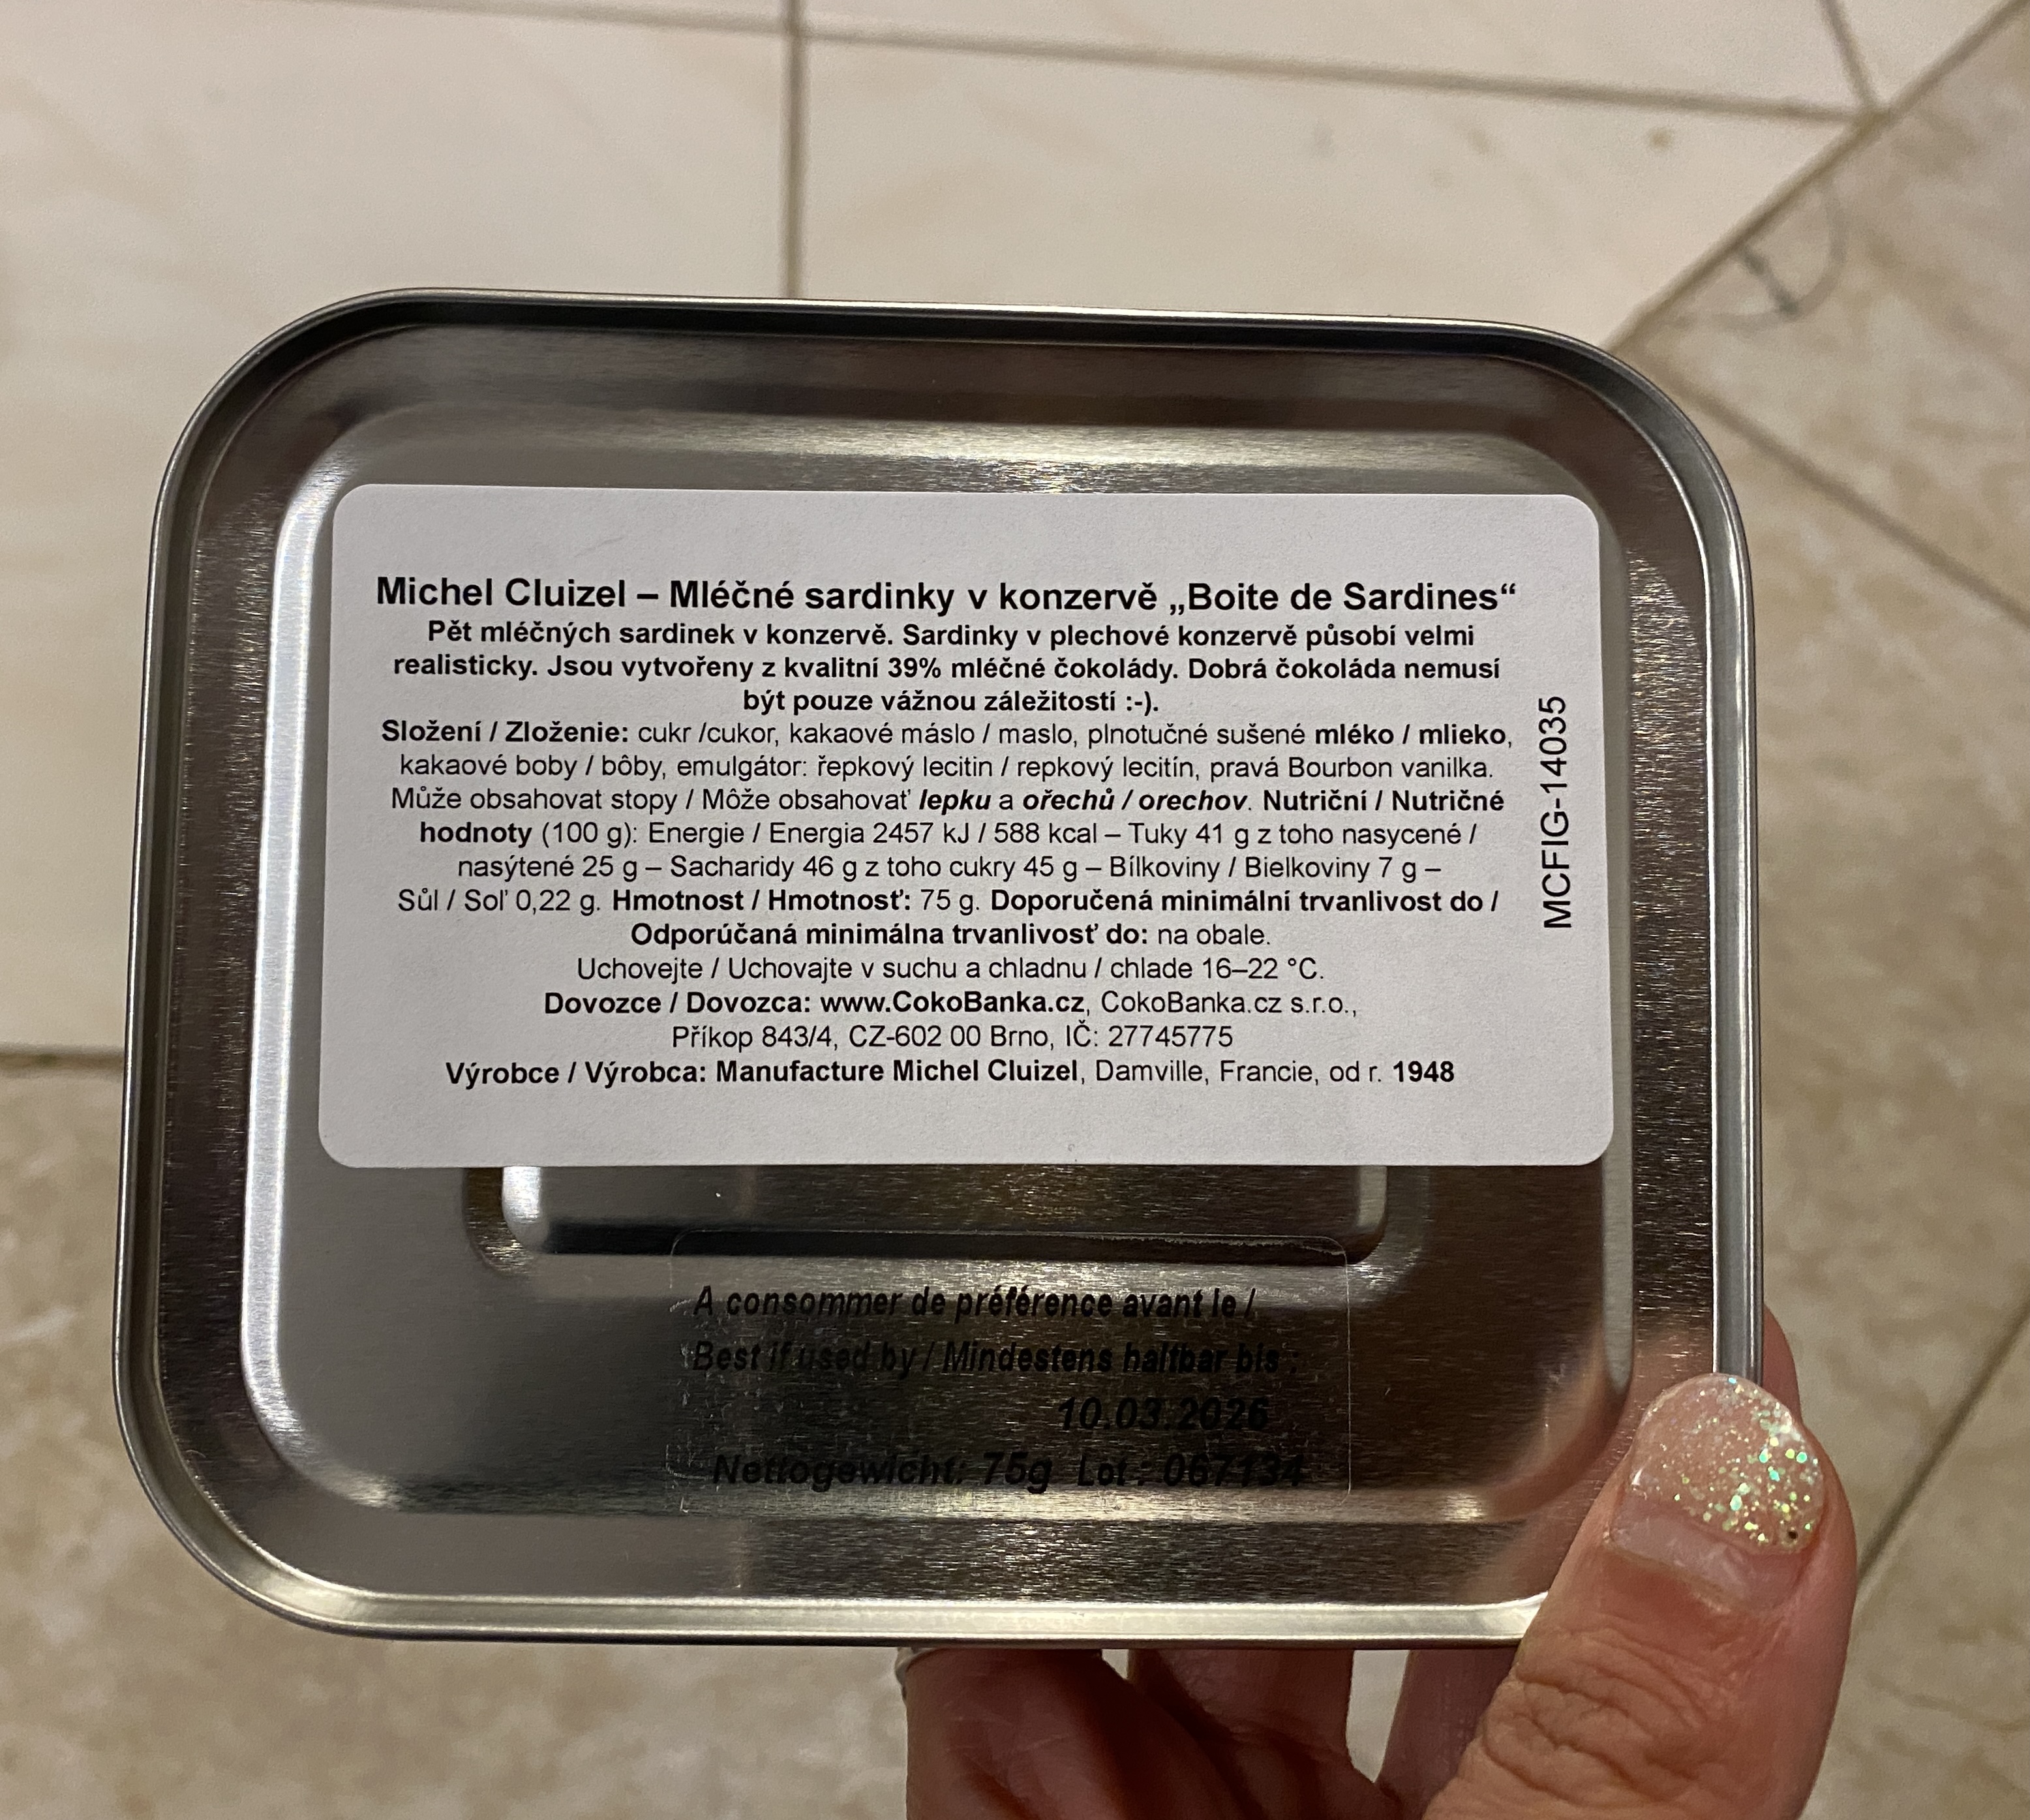 Michel Cluizel – Mléčné sardinky v konzervě „Boite de Sardines“
Pět mléčných sardinek v konzervě. Sardinky v plechové konzervě působí velmi
realisticky. Jsou vytvořeny z kvalitní 39% mléčné čokolády. Dobrá čokoláda nemusí
být pouze vážnou záležitostí :-).
Složení / Zloženie: cukr /cukor, kakaové máslo / maslo, plnotučné sušené mléko / mlieko,
kakaové boby / bôby, emulgátor: řepkový lecitin / repkový lecitín, pravá Bourbon vanilka.
Může obsahovat stopy / Môže obsahovať lepku a ořechů / orechov. Nutriční / Nutričné
hodnoty (100 g): Energie / Energia 2457 kJ / 588 kcal – Tuky 41 g z toho nasycené /
nasýtené 25 g – Sacharidy 46 g z toho cukry 45 g – Bílkoviny / Bielkoviny 7 g –
Sůl / Soľ 0,22 g. Hmotnost / Hmotnosť: 75 g. Doporučená minimální trvanlivost do /
Odporúčaná minimálna trvanlivosť do: na obale.
Uchovejte / Uchovajte v suchu a chladnu / chlade 16–22 °C.
Dovozce / Dovozca: www.CokoBanka.cz, CokoBanka.cz s.r.o.,
Příkop 843/4, CZ-602 00 Brno, IČ: 27745775
Výrobce / Výrobca: Manufacture Michel Cluizel, Damville, Francie, od r. 1948
MCFIG-14035
A consommer de préférence avant le /
Best if used by / Mindestens haltbar bis :
10.03.2026
Nettogewicht: 75g Lot : 067134